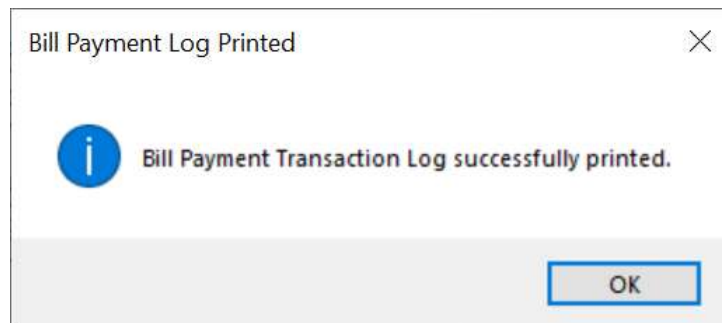 Bill Payment Log Printed
Bill Payment Transaction Log successfully printed.
OK